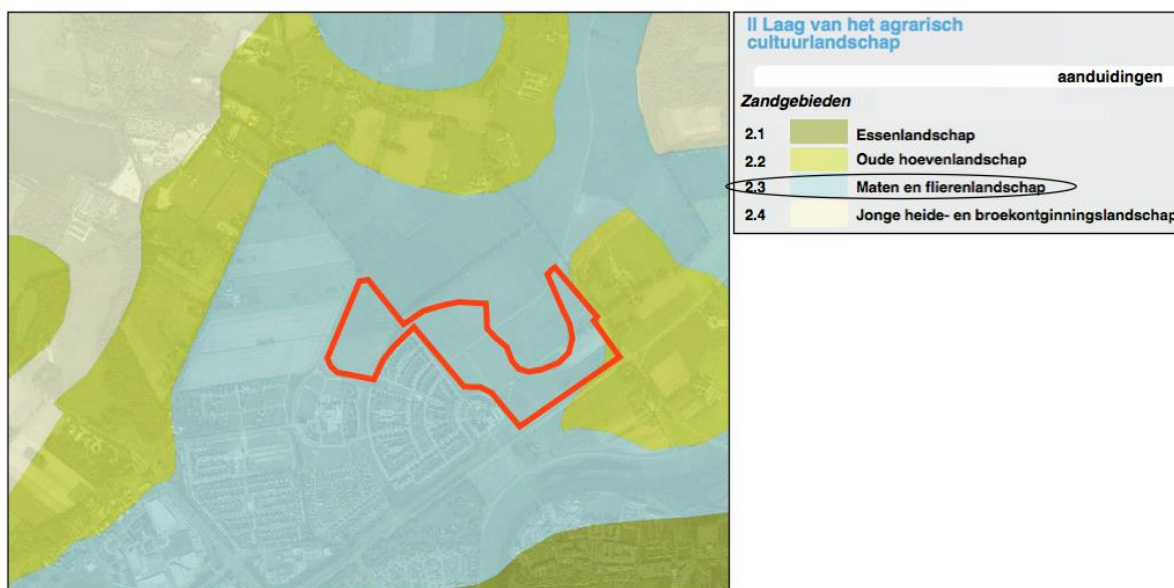 II Laag van het agrarisch
cultuurlandschap
aanduidingen
Zandgebieden
2.1 Essenlandschap
2.2 Oude hoevenlandschap
2.3 Maten en flierenlandschap
2.4 Jonge heide- en broekontginningslandschap